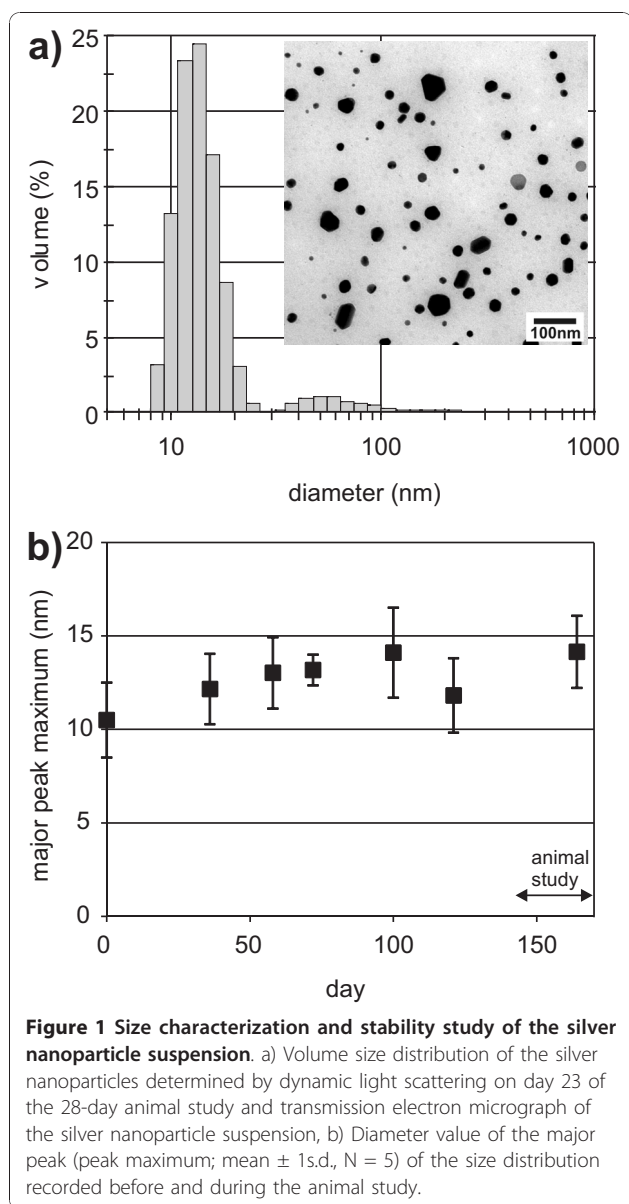 a)
25
20
15
10
5
0
volume (%)
100nm
10
100
1000
diameter (nm)
b)
20
15
10
5
0
major peak maximum (nm)
animal
study
0
50
100
150
day
Figure 1 Size characterization and stability study of the silver
nanoparticle suspension. a) Volume size distribution of the silver
nanoparticles determined by dynamic light scattering on day 23 of
the 28-day animal study and transmission electron micrograph of
the silver nanoparticle suspension, b) Diameter value of the major
peak (peak maximum; mean ± 1s.d., N = 5) of the size distribution
recorded before and during the animal study.